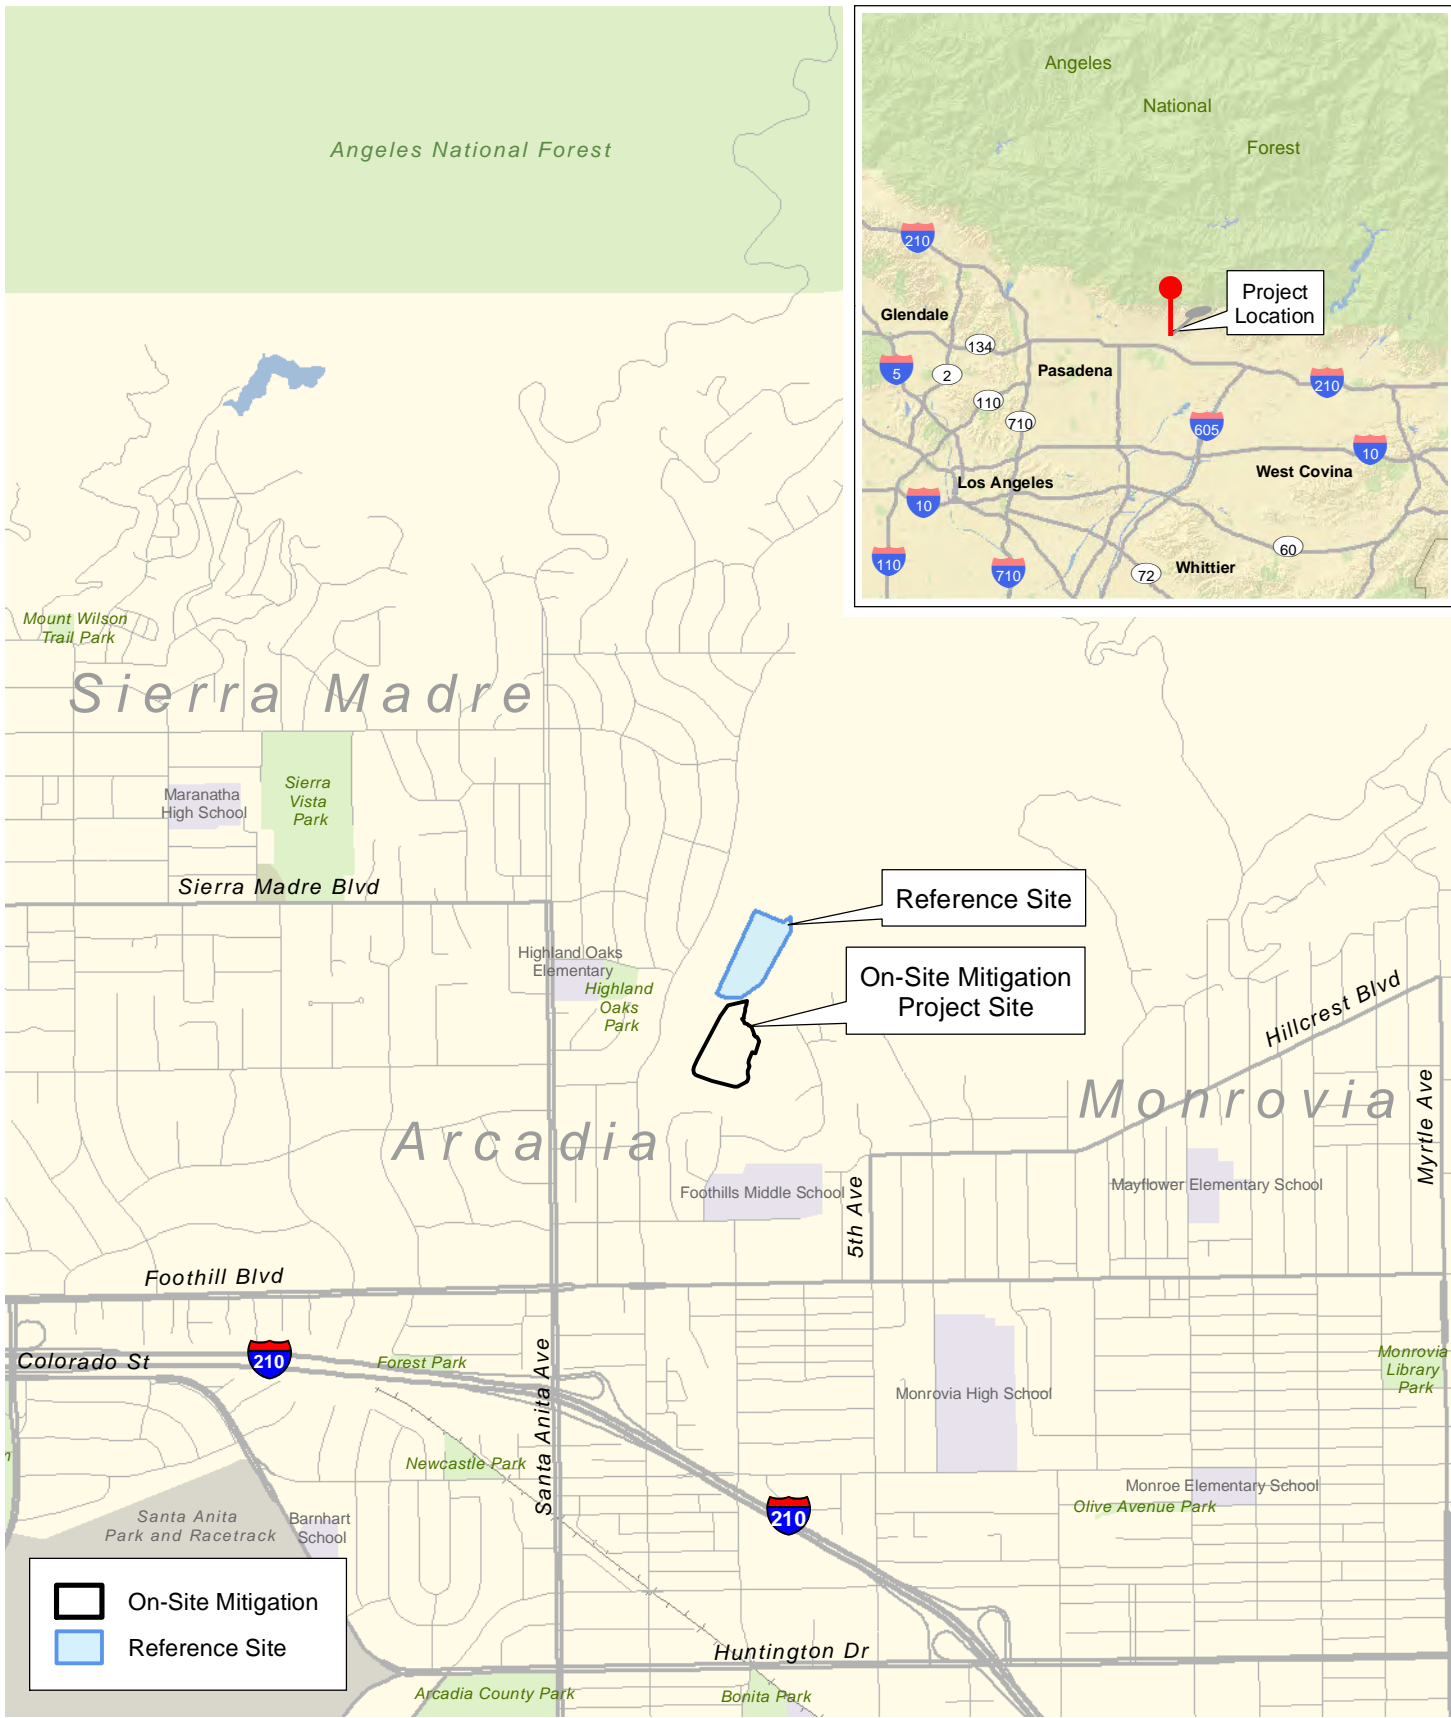 Angeles National Forest
Angeles
National
Forest
210
Glendale
Project
Location
134
5
2
Pasadena
110
710
210
605
10
West Covina
Los Angeles
10
110
710
72
Whittier
60
Mount Wilson
Trail Park
Sierra Madre
Maranatha
High School
Sierra
Vista
Park
Sierra Madre Blvd
Reference Site
Highland Oaks
Elementary
Highland
Oaks
Park
On-Site Mitigation
Project Site
Hillcrest Blvd
Monrovia
Myrtle Ave
Arcadia
Foothills Middle School
Mayflower Elementary School
5th Ave
Foothill Blvd
Colorado St
210
Forest Park
Santa Anita Ave
Monrovia
Library
Park
Monrovia High School
Newcastle Park
Monroe Elementary School
Olive Avenue Park
210
Santa Anita
Park and Racetrack
Barnhart
School
On-Site Mitigation
Reference Site
Huntington Dr
Arcadia County Park
Bonita Park